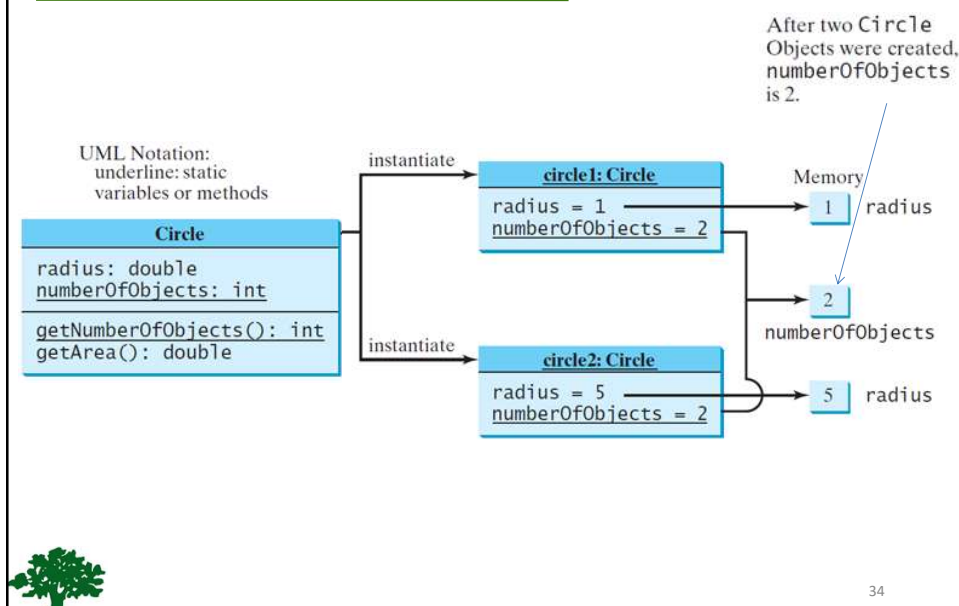 After two Circle
Objects were created,
numberOfObjects
is 2.
UML Notation:
underline: static
variables or methods
Circle
radius: double
numberOfObjects: int
getNumberOfObjects(): int
getArea(): double
instantiate
circle1: Circle
radius = 1
numberOfObjects = 2
instantiate
circle2: Circle
radius = 5
numberOfObjects = 2
Memory
1 radius
2
numberOfObjects
5 radius
34